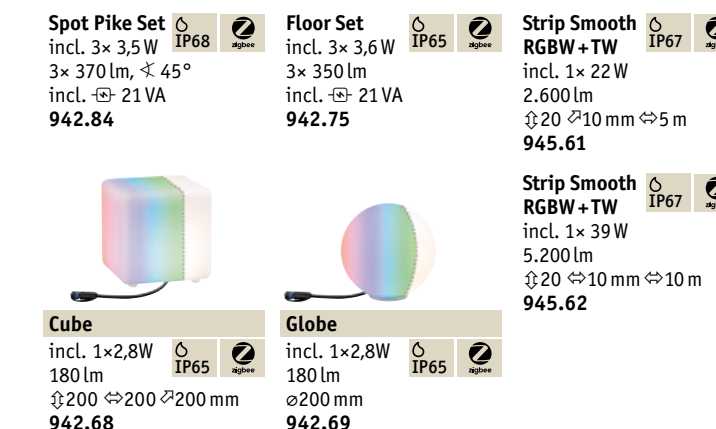 Spot Pike Set
IP68
zigbee
incl. 3× 3,5 W
3× 370 lm, ∢ 45°
incl. 21 VA
942.84
Floor Set
IP65
zigbee
incl. 3× 3,6 W
3× 350 lm
incl. 21 VA
942.75
Strip Smooth
RGBW + TW
IP67
incl. 1× 22 W
2.600 lm
⇳20 ⬀10 mm ⬄5 m
945.61
Strip Smooth
RGBW + TW
IP67
incl. 1× 39 W
5.200 lm
⇳20 ⬄10 mm ⬄10 m
945.62
Cube
incl. 1×2,8W
IP65
zigbee
180 lm
⇳200 ⬄200 ⬀200 mm
942.68
Globe
incl. 1×2,8W
IP65
zigbee
180 lm
⌀200 mm
942.69